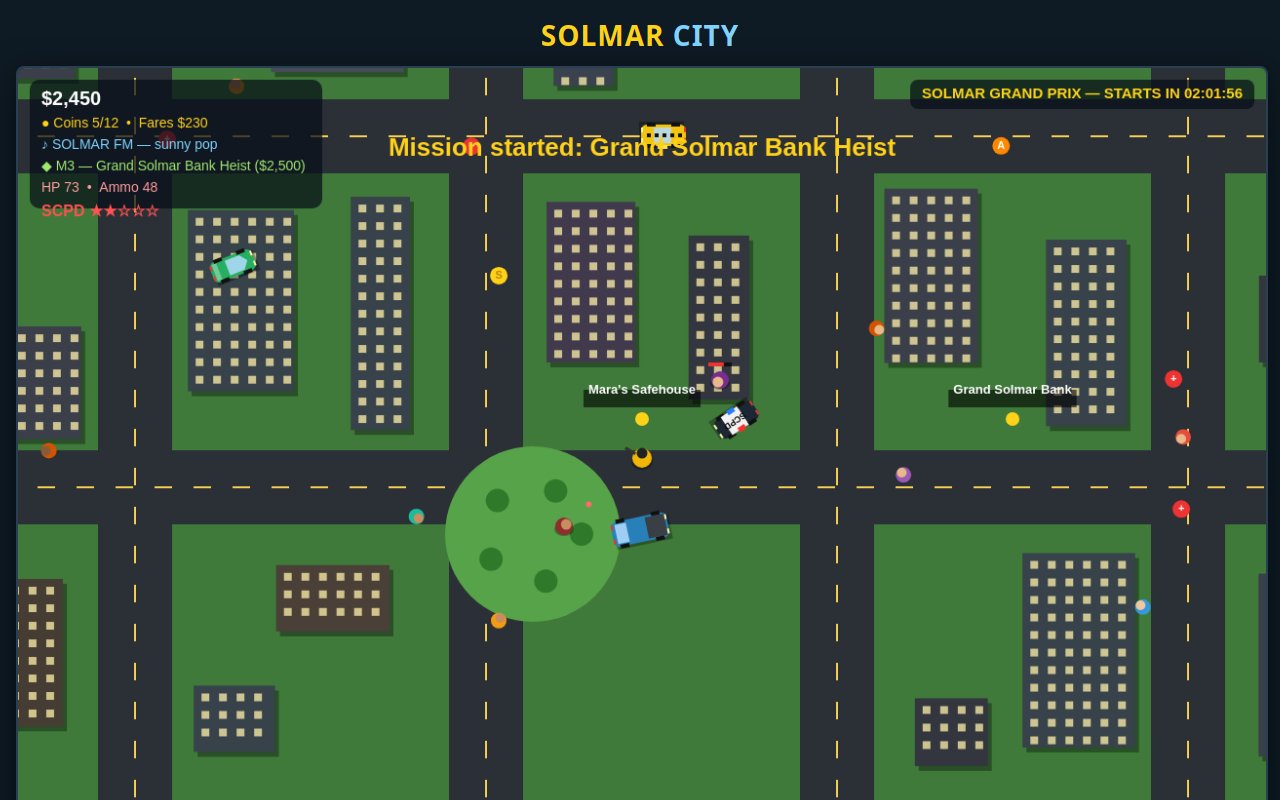 SOLMAR CITY
$2,450
● Coins 5/12 • Fares $230
♪ SOLMAR FM — sunny pop
◆ M3 — Grand Solmar Bank Heist ($2,500)
HP 73 • Ammo 48
SCPD ★★☆☆☆
SOLMAR GRAND PRIX — STARTS IN 02:01:56
Mission started: Grand Solmar Bank Heist
A
S
Mara's Safehouse
Grand Solmar Bank
SCPD